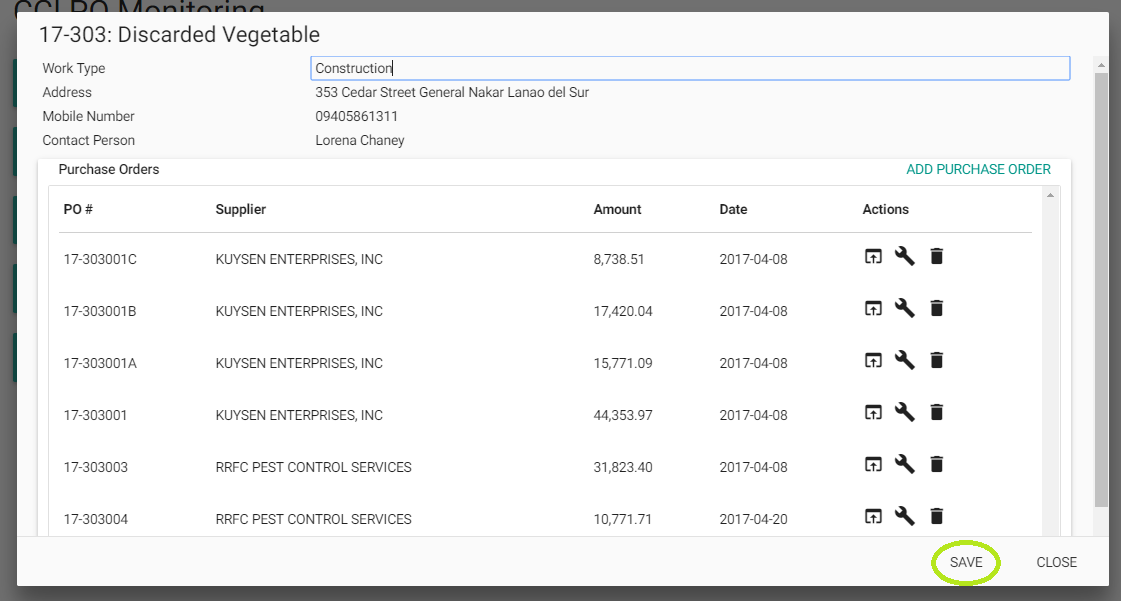 CCI PO Monitoring
17-303: Discarded Vegetable
Work Type Construction
Address 353 Cedar Street General Nakar Lanao del Sur
Mobile Number 09405861311
Contact Person Lorena Chaney
Purchase Orders ADD PURCHASE ORDER
PO # Supplier Amount Date Actions
17-303001C KUYSEN ENTERPRISES, INC 8,738.51 2017-04-08
17-303001B KUYSEN ENTERPRISES, INC 17,420.04 2017-04-08
17-303001A KUYSEN ENTERPRISES, INC 15,771.09 2017-04-08
17-303001 KUYSEN ENTERPRISES, INC 44,353.97 2017-04-08
17-303003 RRFC PEST CONTROL SERVICES 31,823.40 2017-04-08
17-303004 RRFC PEST CONTROL SERVICES 10,771.71 2017-04-20
SAVE CLOSE